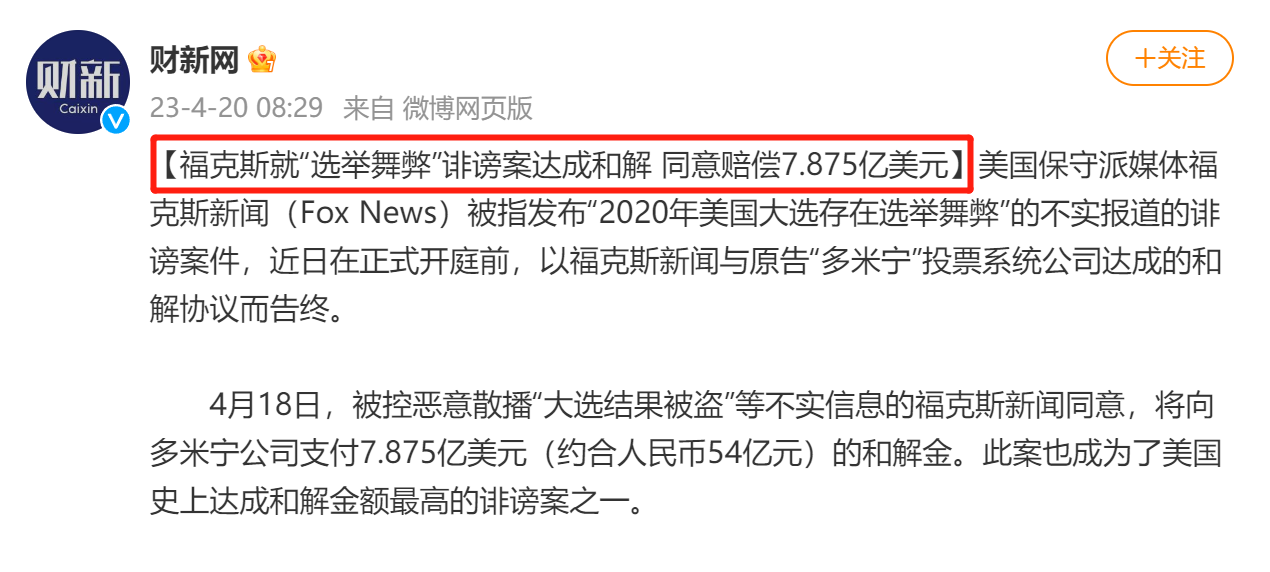 财新
Caixin
财新网
+关注
23-4-20 08:29 来自 微博网页版
【福克斯就“选举舞弊”诽谤案达成和解 同意赔偿7.875亿美元】美国保守派媒体福
克斯新闻（Fox News）被指发布“2020年美国大选存在选举舞弊”的不实报道的诽
谤案件，近日在正式开庭前，以福克斯新闻与原告“多米宁”投票系统公司达成的和
解协议而告终。
4月18日，被控恶意散播“大选结果被盗”等不实信息的福克斯新闻同意，将向
多米宁公司支付7.875亿美元（约合人民币54亿元）的和解金。此案也成为了美国
史上达成和解金额最高的诽谤案之一。